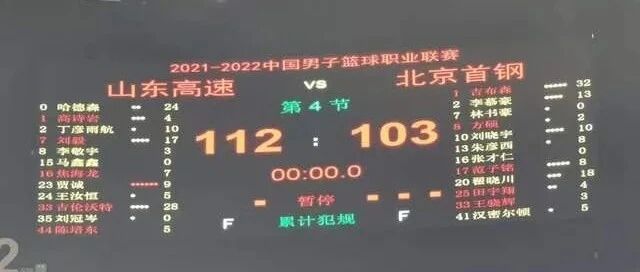 2021-2022中国男子篮球职业联赛
山东高速 VS 北京首钢
第 4 节
112 : 103
00:00.0
暂停
F 累计犯规 F
0 哈德森 24
1 高诗岩 4
2 丁彦雨航 10
7 刘毅 17
8 李敬宇 3
15 马鑫鑫 0
16 焦海龙 7
23 贾诚 9
24 王汝恒 5
33 吉伦沃特 28
35 刘冠岑 0
44 陈培东 5
1 吉布森 32
2 李慕豪 13
7 林书豪
8 方硕 10
10 刘晓宇 8
13 朱彦西
16 张才仁
17 范子铭 18
20 翟晓川 4
25 田宇翔 3
33 王骁辉
41 汉密尔顿 5
2